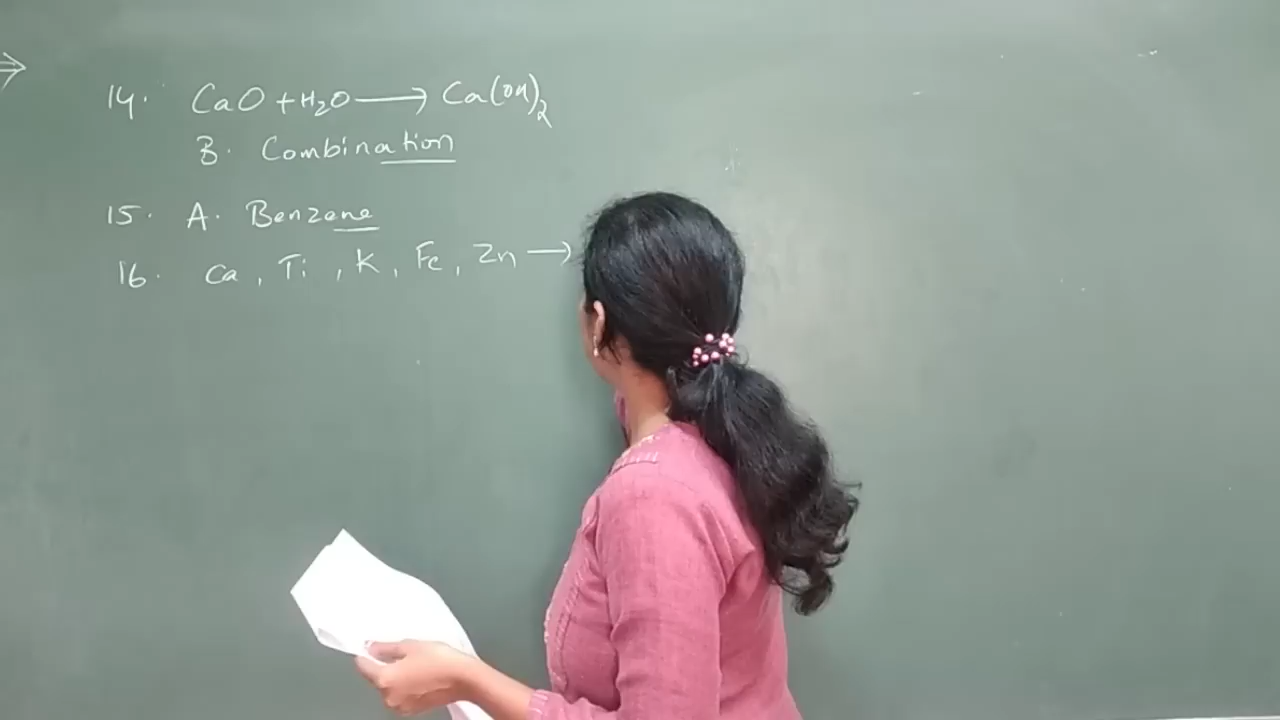 14. CaO + H₂O ⟶ Ca(OH)₂
B. Combination
15. A. Benzene
16. Ca, Ti, K, Fe, Zn ⟶